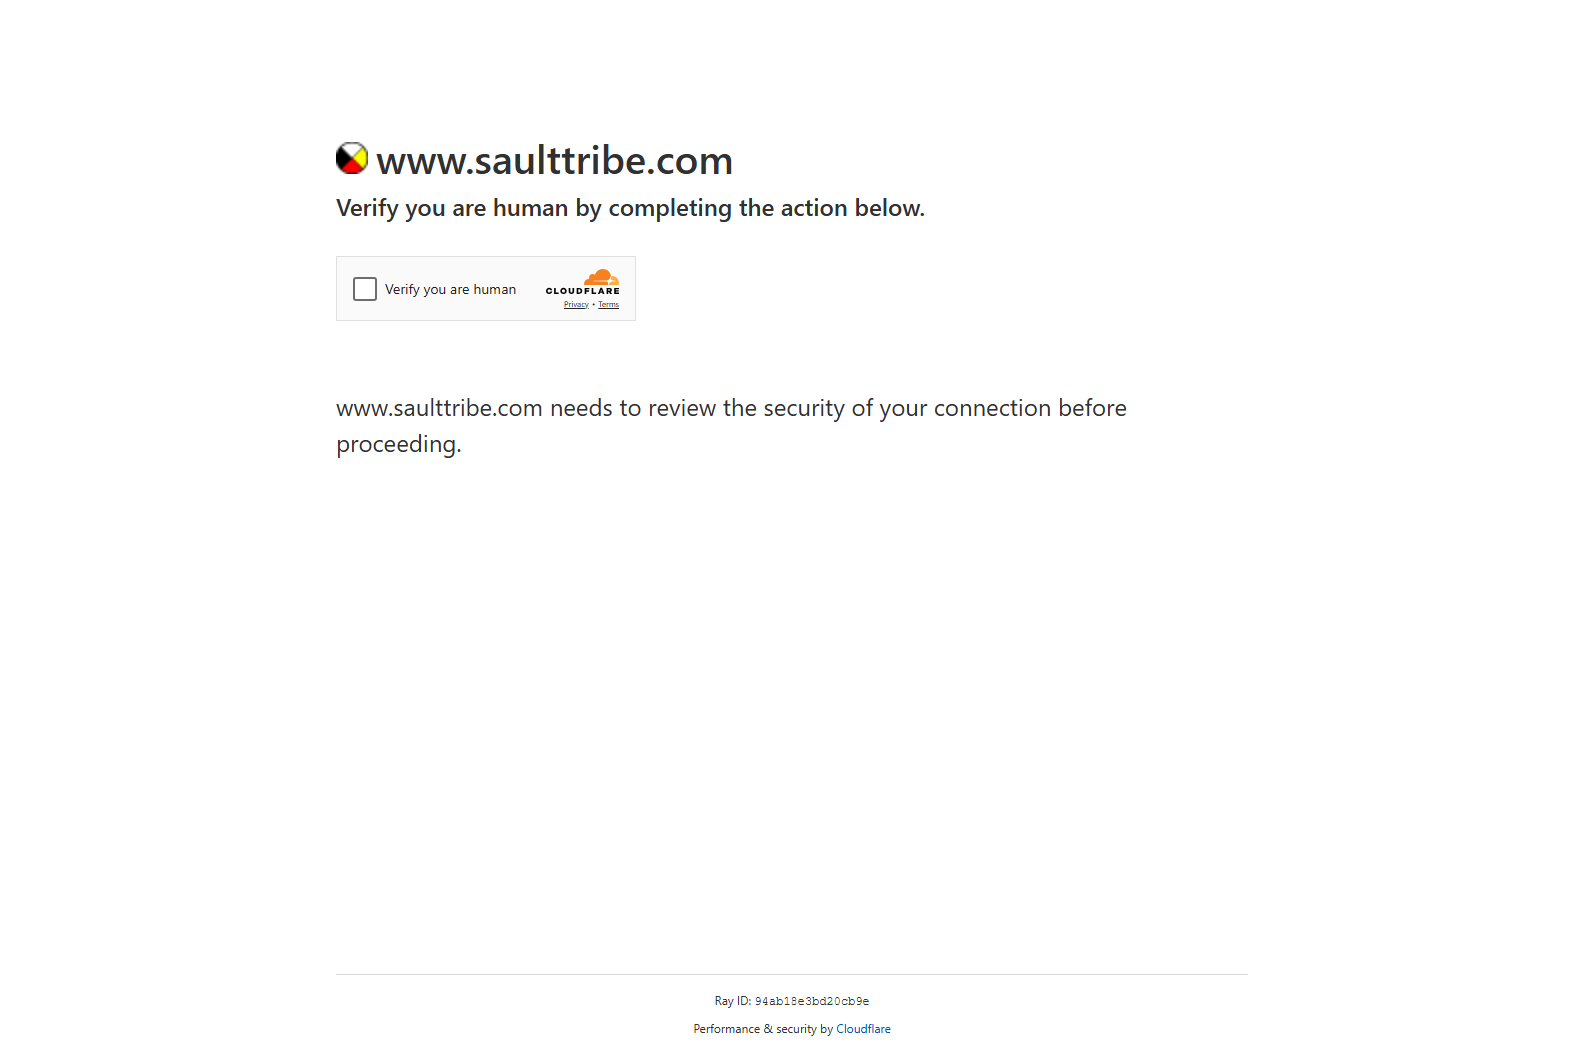 www.saulttribe.com
Verify you are human by completing the action below.
Verify you are human
CLOUDFLARE
Privacy • Terms
www.saulttribe.com needs to review the security of your connection before
proceeding.
Ray ID: 94ab18e3bd20cb9e
Performance & security by Cloudflare